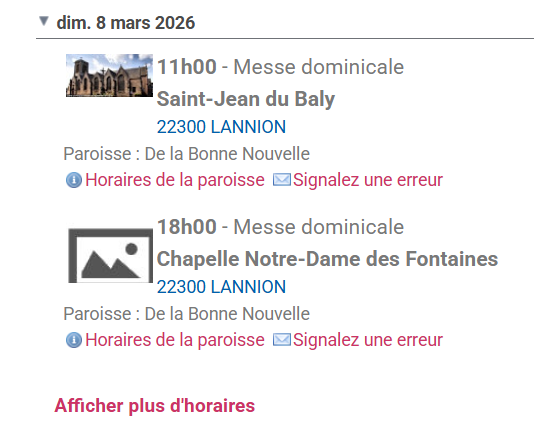 dim. 8 mars 2026
11h00 - Messe dominicale
Saint-Jean du Baly
22300 LANNION
Paroisse : De la Bonne Nouvelle
Horaires de la paroisse Signalez une erreur
18h00 - Messe dominicale
Chapelle Notre-Dame des Fontaines
22300 LANNION
Paroisse : De la Bonne Nouvelle
Horaires de la paroisse Signalez une erreur
Afficher plus d'horaires